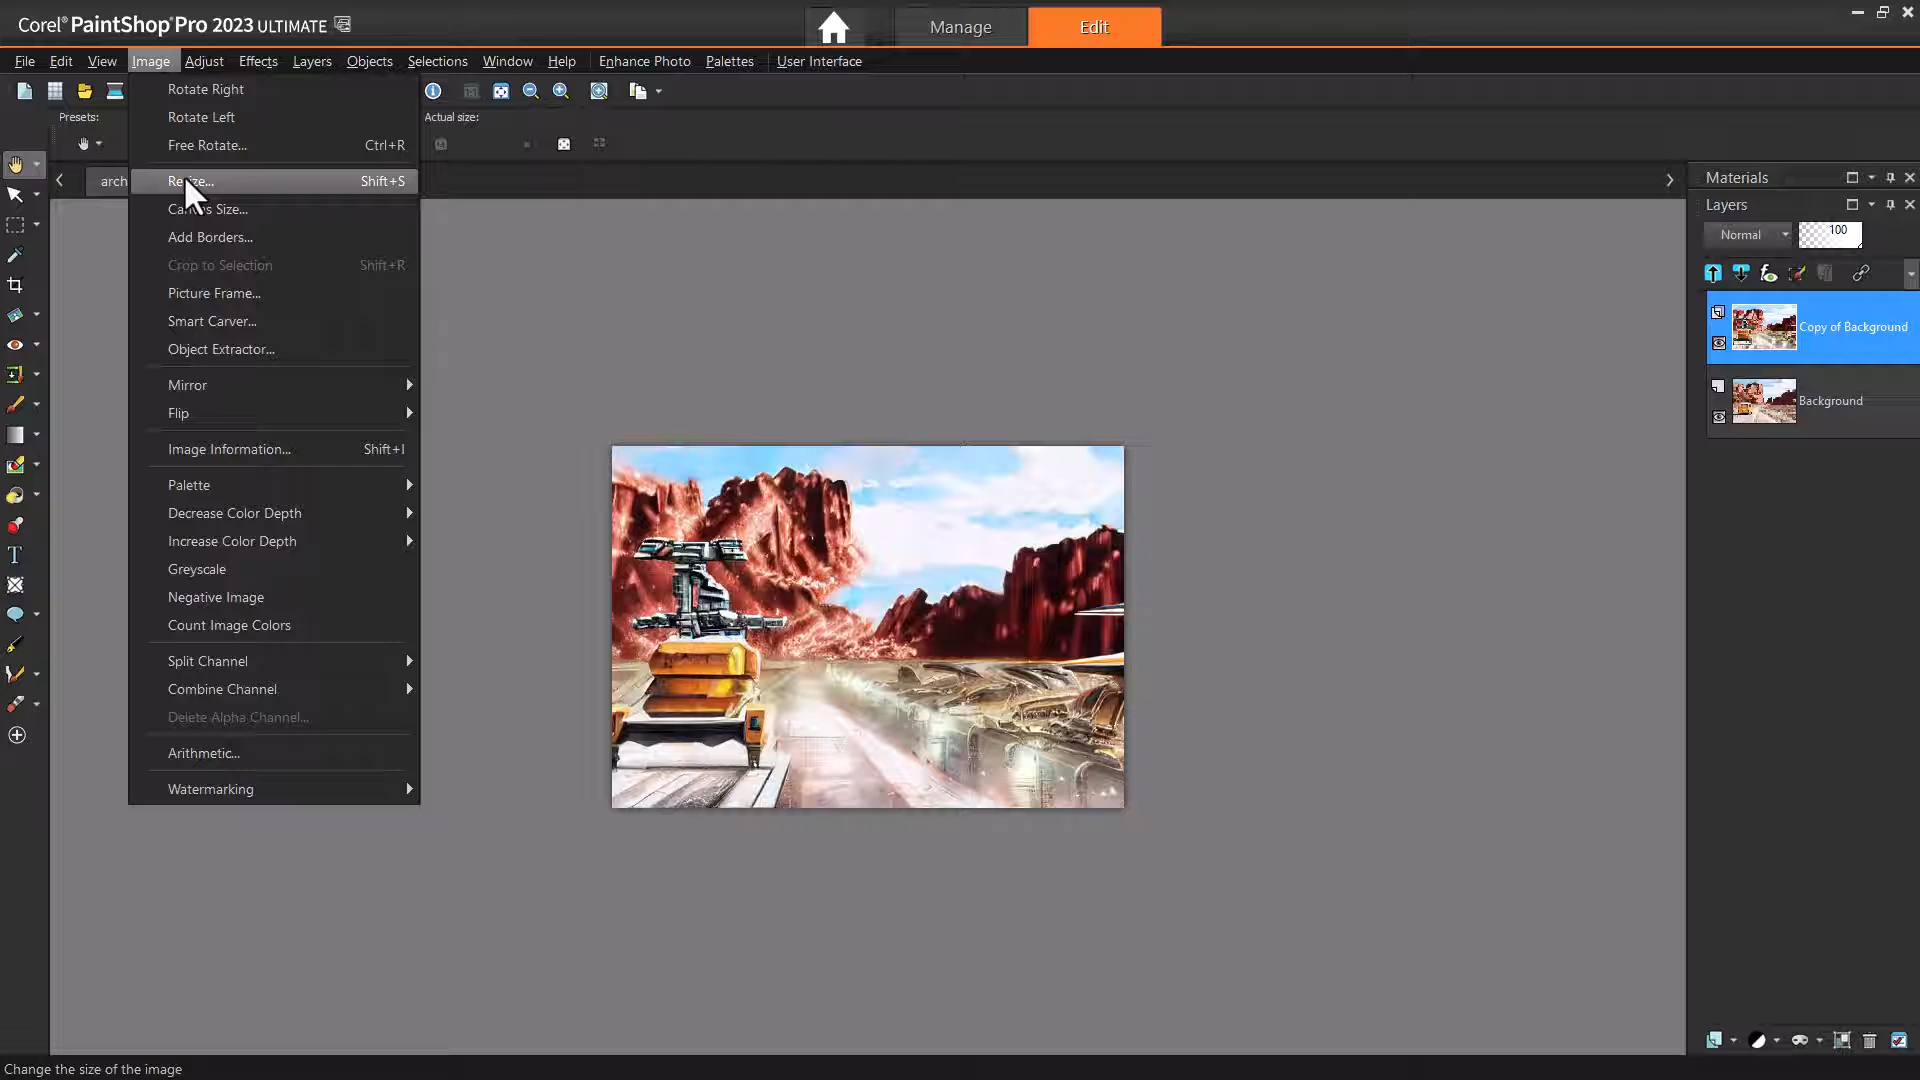 Corel® PaintShop® Pro 2023 ULTIMATE
Manage
Edit
File Edit View Image Adjust Effects Layers Objects Selections Window Help Enhance Photo Palettes User Interface
Presets:
Actual size:
100
arch
Rotate Right
Rotate Left
Free Rotate... Ctrl+R
Resize... Shift+S
Canvas Size...
Add Borders...
Crop to Selection Shift+R
Picture Frame...
Smart Carver...
Object Extractor...
Mirror
Flip
Image Information... Shift+I
Palette
Decrease Color Depth
Increase Color Depth
Greyscale
Negative Image
Count Image Colors
Split Channel
Combine Channel
Delete Alpha Channel...
Arithmetic...
Watermarking
Materials
Layers
Normal
Copy of Background
Background
Change the size of the image